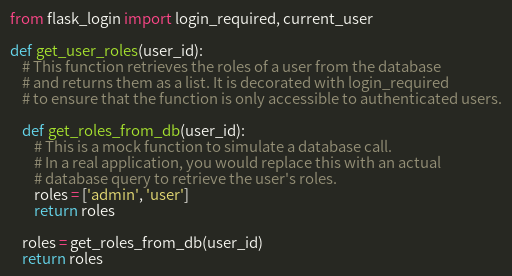 from flask_login import login_required, current_user

def get_user_roles(user_id):
    # This function retrieves the roles of a user from the database
    # and returns them as a list. It is decorated with login_required
    # to ensure that the function is only accessible to authenticated users.

    def get_roles_from_db(user_id):
        # This is a mock function to simulate a database call.
        # In a real application, you would replace this with an actual
        # database query to retrieve the user's roles.
        roles = ['admin', 'user']
        return roles

    roles = get_roles_from_db(user_id)
    return roles